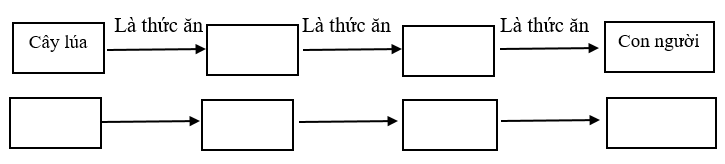 Là thức ăn Là thức ăn Là thức ăn
Cây lúa Con người